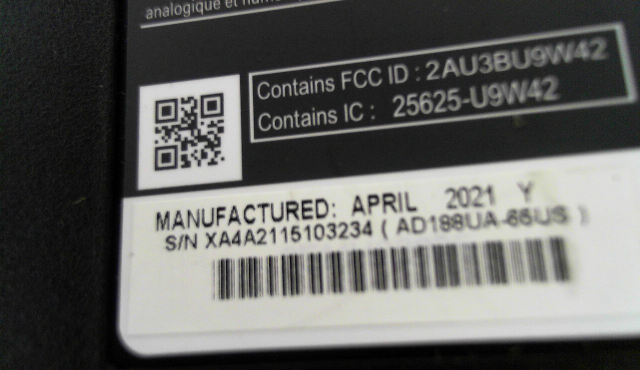 analogique et
Contains FCC ID : 2AU3BU9W42
Contains IC : 25625-U9W42
MANUFACTURED: APRIL 2021 Y
S/N XA4A2115103234 ( AD188UA-65US )